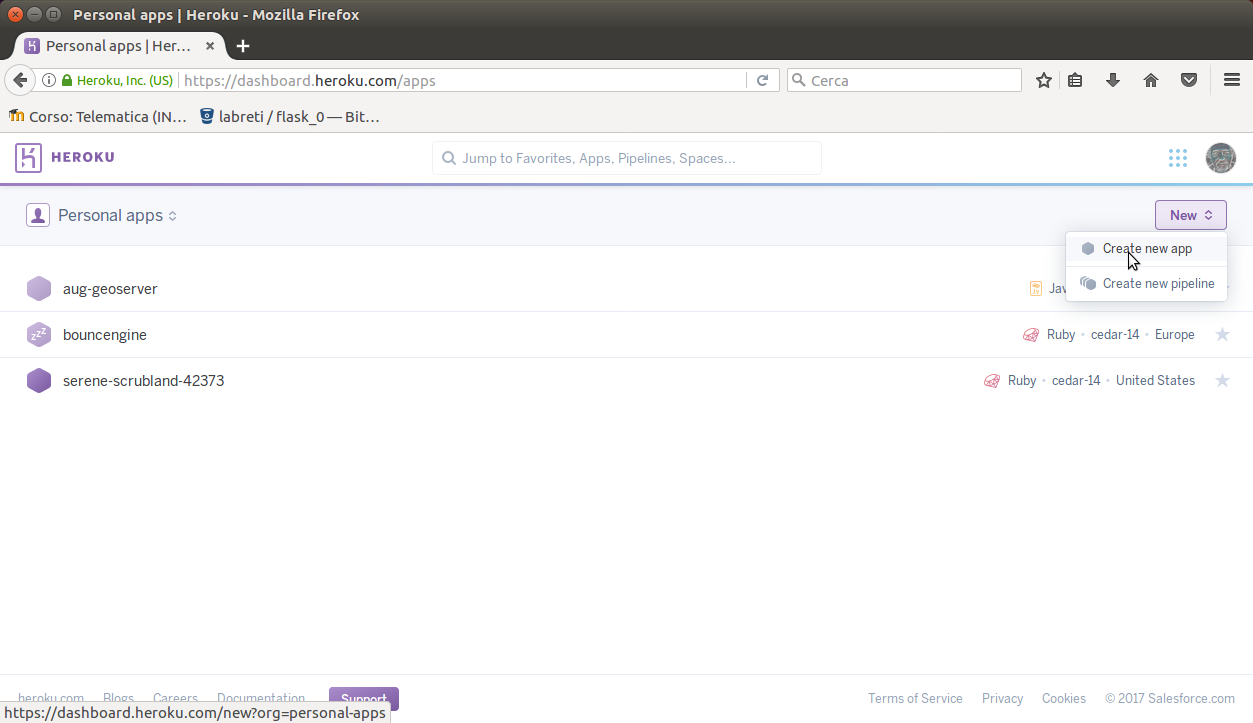 Personal apps | Heroku - Mozilla Firefox
Personal apps | Her...
Heroku, Inc. (US) https://dashboard.heroku.com/apps Cerca
Corso: Telematica (IN... labreti / flask_0 — Bit...
HEROKU Jump to Favorites, Apps, Pipelines, Spaces...
Personal apps New
Create new app
Create new pipeline
aug-geoserver
bouncengine Ruby • cedar-14 • Europe
zzz
serene-scrubland-42373 Ruby • cedar-14 • United States
heroku.com Blogs Careers Documentation Support Terms of Service Privacy Cookies © 2017 Salesforce.com
https://dashboard.heroku.com/new?org=personal-apps